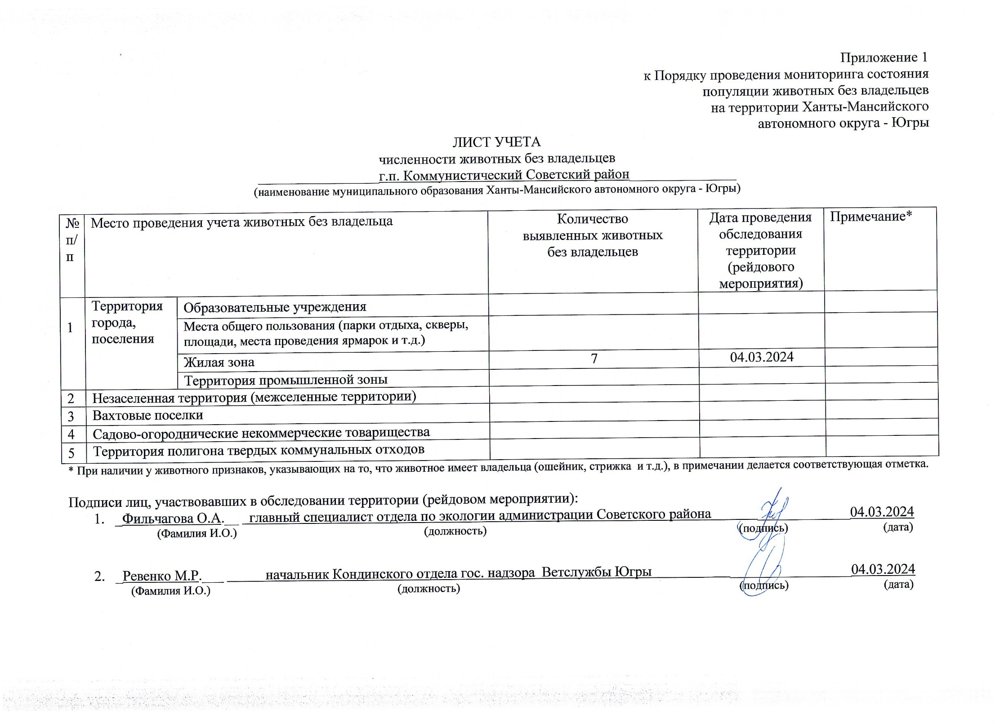 Приложение 1
к Порядку проведения мониторинга состояния
популяции животных без владельцев
на территории Ханты-Мансийского
автономного округа - Югры
ЛИСТ УЧЕТА
численности животных без владельцев
г.п. Коммунистический Советский район
(наименование муниципального образования Ханты-Мансийского автономного округа - Югры)
№ п/п Место проведения учета животных без владельца Количество выявленных животных без владельцев Дата проведения обследования территории (рейдового мероприятия) Примечание*
1 Территория города, поселения Образовательные учреждения
Места общего пользования (парки отдыха, скверы,
площади, места проведения ярмарок и т.д.)
Жилая зона 7 04.03.2024
Территория промышленной зоны
2 Незаселенная территория (межселенные территории)
3 Вахтовые поселки
4 Садово-огороднические некоммерческие товарищества
5 Территория полигона твердых коммунальных отходов
* При наличии у животного признаков, указывающих на то, что животное имеет владельца (ошейник, стрижка и т.д.), в примечании делается соответствующая отметка.
Подписи лиц, участвовавших в обследовании территории (рейдовом мероприятии):
1. Фильчагова О.А. главный специалист отдела по экологии администрации Советского района 04.03.2024
(Фамилия И.О.) (должность) (подпись) (дата)
2. Ревенко М.Р. начальник Кондинского отдела гос. надзора Ветслужбы Югры 04.03.2024
(Фамилия И.О.) (должность) (подпись) (дата)